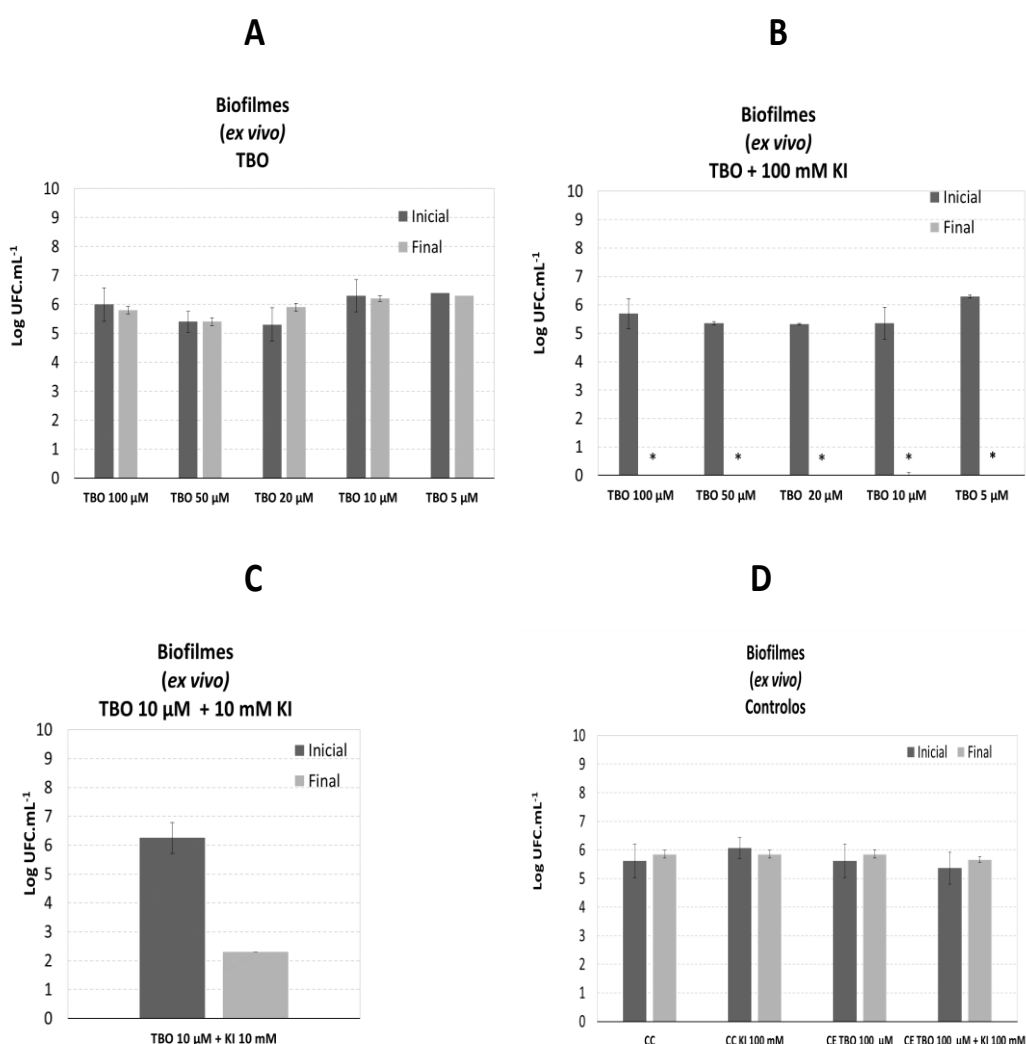 A
Biofilmes
(ex vivo)
TBO
10
9
8
7
6
5
4
3
2
1
0
Log UFC.mL⁻¹
Inicial
Final
TBO 100 µM TBO 50 µM TBO 20 µM TBO 10 µM TBO 5 µM
B
Biofilmes
(ex vivo)
TBO + 100 mM KI
10
9
8
7
6
5
4
3
2
1
0
Log UFC.mL⁻¹
Inicial
Final
* * * * *
TBO 100 µM TBO 50 µM TBO 20 µM TBO 10 µM TBO 5 µM
C
Biofilmes
(ex vivo)
TBO 10 µM + 10 mM KI
10
9
8
7
6
5
4
3
2
1
0
Log UFC.mL⁻¹
Inicial
Final
TBO 10 µM + KI 10 mM
D
Biofilmes
(ex vivo)
Controlos
10
9
8
7
6
5
4
3
2
1
0
Log UFC.mL⁻¹
Inicial Final
CC CC KI 100 mM CE TBO 100 µM CE TBO 100 µM + KI 100 mM